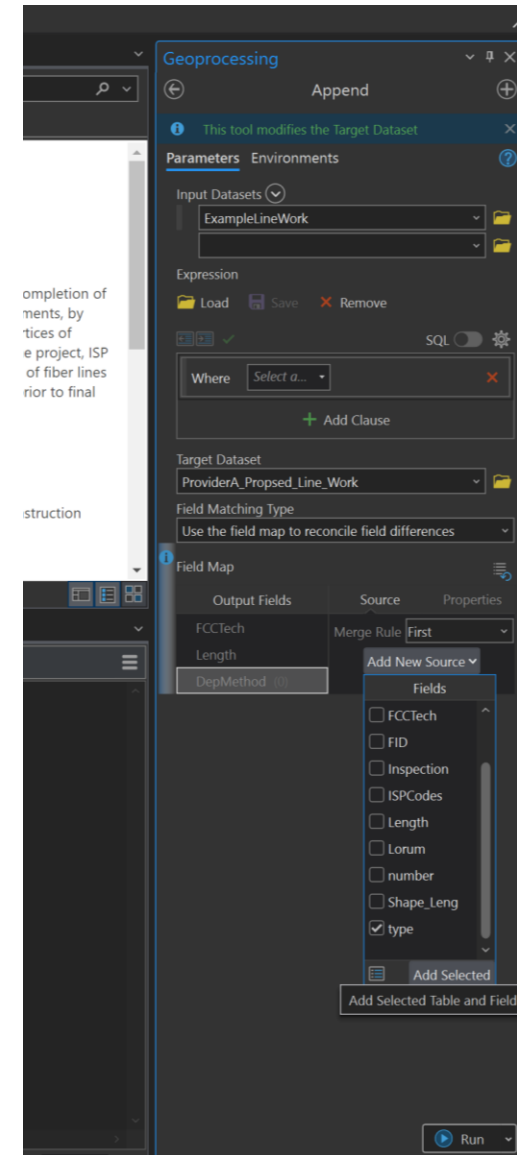 Geoprocessing
Append
This tool modifies the Target Dataset
Parameters Environments
Input Datasets
ExampleLineWork
Expression
Load Save Remove
SQL
Where Select a...
Add Clause
Target Dataset
ProviderA_Propsed_Line_Work
Field Matching Type
Use the field map to reconcile field differences
Field Map
Output Fields Source Properties
FCCTech Merge Rule First
Length Add New Source
DepMethod (0) Fields
FCCTech
FID
Inspection
ISPCodes
Length
Lorum
number
Shape_Leng
type
Add Selected
Add Selected Table and Field
Run
ompletion of
ments, by
tices of
e project, ISP
of fiber lines
rior to final
struction